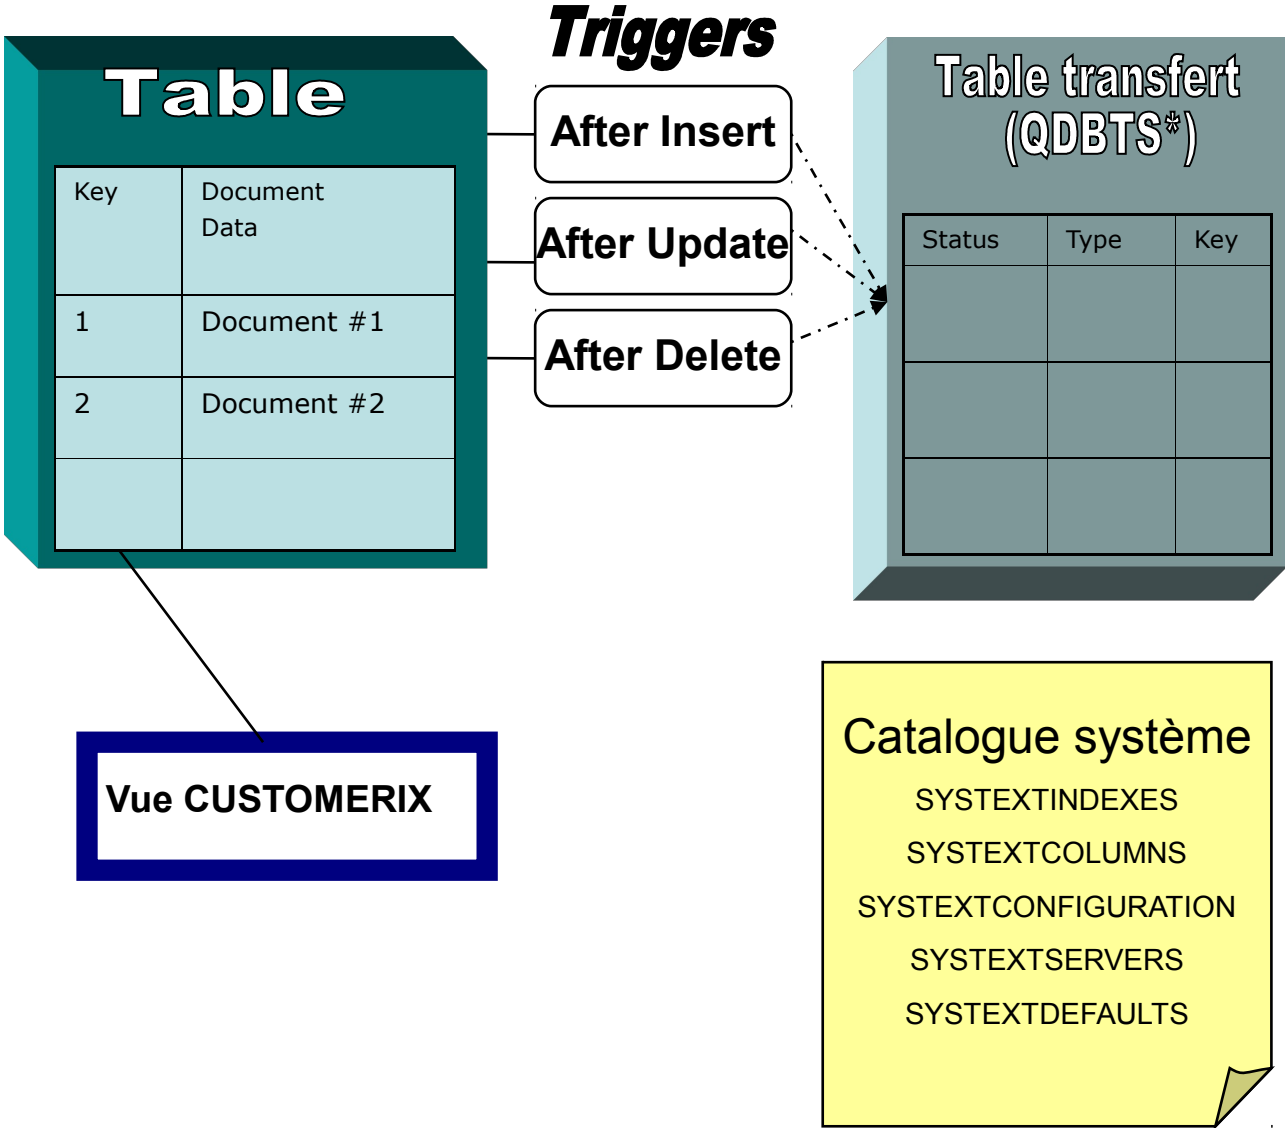 Triggers
Table
Key
Document
Data
1
Document #1
2
Document #2
After Insert
After Update
After Delete
Table transfert
(QDBTS*)
Status
Type
Key
Vue CUSTOMERIX
Catalogue système
SYSTEXTINDEXES
SYSTEXTCOLUMNS
SYSTEXTCONFIGURATION
SYSTEXTSERVERS
SYSTEXTDEFAULTS